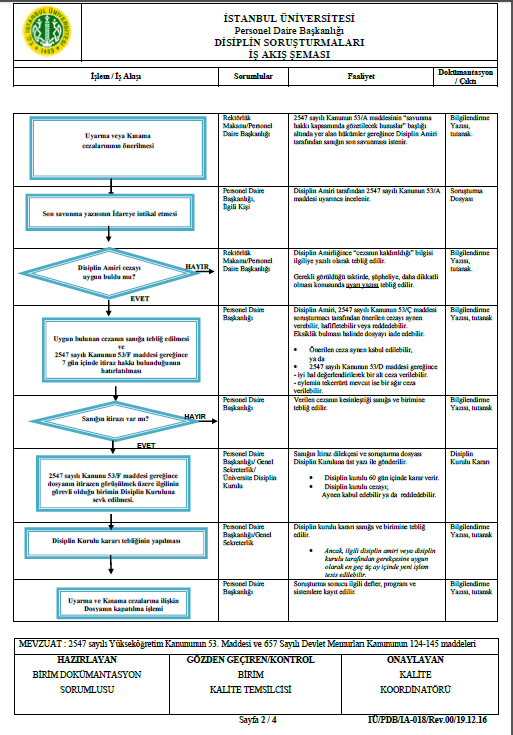 İSTANBUL ÜNİVERSİTESİ
Personel Daire Başkanlığı
DİSİPLİN SORUŞTURMALARI
İŞ AKIŞ ŞEMASI
İşlem / İş Akışı
Sorumlular
Faaliyet
Dokümantasyon
/ Çıktı
Uyarma veya Kınama
cezalarının önerilmesi
Rektörlük
Makamı/Personel
Daire Başkanlığı
2547 sayılı Kanunun 53/A maddesinin “savunma
hakkı kapsamında gözetilecek hususlar” başlığı
altında yer alan hükümler gereğince Disiplin Amiri
tarafından sanığın son savunması istenir.
Bilgilendirme
Yazısı,
tutanak.
Son savunma yazısının İdareye intikal etmesi
Personel Daire
Başkanlığı,
İlgili Kişi
Disiplin Amiri tarafından 2547 sayılı Kanunun 53/A
maddesi uyarınca incelenir.
Soruşturma
Dosyası
Disiplin Amiri cezayı
uygun buldu mu?
HAYIR
EVET
Rektörlük
Makamı/Personel
Daire Başkanlığı
Disiplin Amirliğince “cezanın kaldırıldığı” bilgisi
ilgiliye yazılı olarak tebliğ edilir.
Gerekli görüldüğü taktirde, şüpheliye, daha dikkatli
olması konusunda uyarı yazısı tebliğ edilir.
Bilgilendirme
Yazısı,
tutanak.
Uygun bulunan cezanın sanığa tebliğ edilmesi
ve
2547 sayılı Kanunun 53/F maddesi gereğince
7 gün içinde itiraz hakkı bulunduğunun
hatırlatılması
Personel Daire
Başkanlığı
Disiplin Amiri, 2547 sayılı Kanunun 53/Ç maddesi
soruşturmacı tarafından önerilen cezayı aynen
verebilir, hafifletebilir veya reddedebilir.
Eksiklik bulması halinde dosyayı iade edebilir.
• Önerilen ceza aynen kabul edilebilir,
ya da
• 2547 sayılı Kanunun 53/D maddesi gereğince
- iyi hal değerlendirilerek bir alt ceza verilebilir.
- eylemin tekerrürü mevcut ise bir ağır ceza
verilebilir.
Bilgilendirme
Yazısı, tutanak
Sanığın itirazı var mı?
HAYIR
EVET
Personel Daire
Başkanlığı
Verilen cezanın kesinleştiği sanığa ve birimine
tebliğ edilir.
Bilgilendirme
Yazısı, tutanak
2547 sayılı Kanunu 53/F maddesi gereğince
dosyanın itirazen görüşülmek üzere ilgilinin
görevli olduğu birimin Disiplin Kuruluna
sevk edilmesi.
Personel Daire
Başkanlığı/ Genel
Sekreterlik/
Üniversite Disiplin
Kurulu
Sanığın İtiraz dilekçesi ve soruşturma dosyası
Disiplin Kuruluna üst yazı ile gönderilir.
• Disiplin kurulu 60 gün içinde karar verir.
• Disiplin kurulu cezayı;
Aynen kabul edebilir ya da reddedebilir.
Disiplin
Kurulu Kararı
Disiplin Kurulu kararı tebliğinin yapılması
Personel Daire
Başkanlığı/Genel
Sekreterlik
Disiplin kurulu kararı sanığa ve birimine tebliğ
edilir.
• Ancak, ilgili disiplin amiri veya disiplin
kurulu tarafından gerekçesine uygun
olarak en geç üç ay içinde yeni işlem
tesis edilebilir.
Bilgilendirme
Yazısı, tutanak
Uyarma ve Kınama cezalarına ilişkin
Dosyanın kapatılma işlemi
Personel Daire
Başkanlığı
Soruşturma sonucu ilgili defter, program ve
sistemlere kayıt edilir.
Bilgilendirme
Yazısı, tutanak
MEVZUAT : 2547 sayılı Yükseköğretim Kanununun 53. Maddesi ve 657 Sayılı Devlet Memurları Kanununun 124-145 maddeleri
HAZIRLAYAN
BİRİM DOKÜMANTASYON
SORUMLUSU
GÖZDEN GEÇİREN/KONTROL
BİRİM
KALİTE TEMSİLCİSİ
ONAYLAYAN
KALİTE
KOORDİNATÖRÜ
Sayfa 2 / 4
İÜ/PDB/IA-018/Rev.00/19.12.16